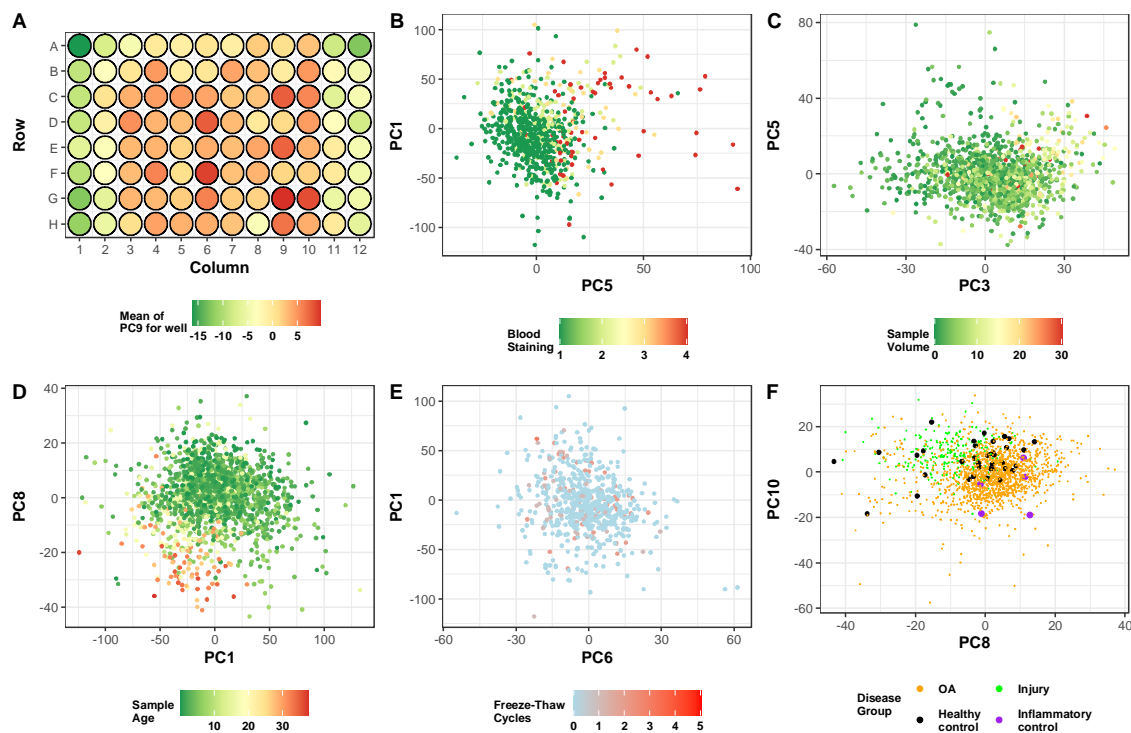 A
A
B
C
D
E
F
G
H
Row
1 2 3 4 5 6 7 8 9 10 11 12
Column
Mean of
PC9 for well
-15 -10 -5 0 5
B
100
50
0
-50
-100
PC1
0 50 100
PC5
Blood
Staining
1 2 3 4
C
80
40
0
-40
PC5
-60 -30 0 30
PC3
Sample
Volume
0 10 20 30
D
40
20
0
-20
-40
PC8
-100 -50 0 50 100
PC1
Sample
Age
10 20 30
E
100
50
0
-50
-100
PC1
-60 -30 0 30 60
PC6
Freeze-Thaw
Cycles
0 1 2 3 4 5
F
20
0
-20
-40
-60
PC10
-40 -20 0 20 40
PC8
Disease
Group
OA
Injury
Healthy
control
Inflammatory
control